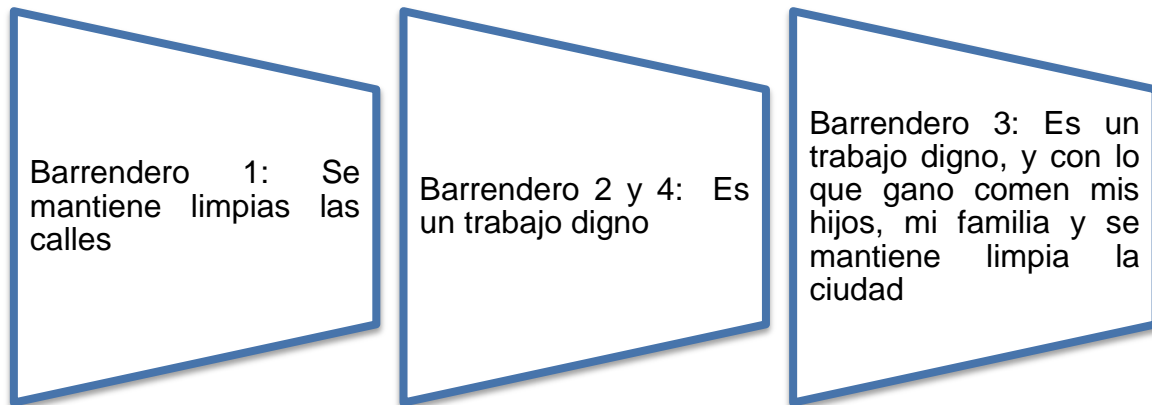 Barrendero 1: Se
mantiene limpias las
calles
Barrendero 2 y 4: Es
un trabajo digno
Barrendero 3: Es un
trabajo digno, y con lo
que gano comen mis
hijos, mi familia y se
mantiene limpia la
ciudad